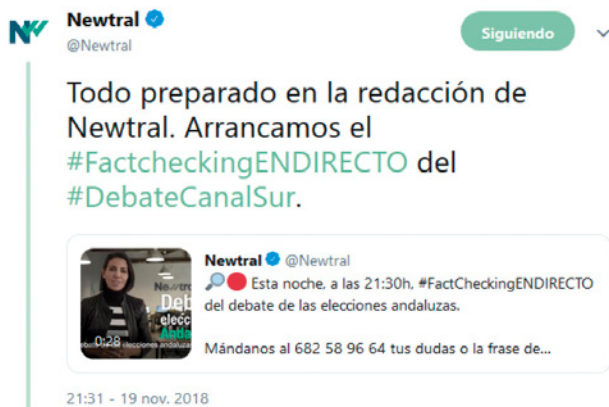 Newtral
@Newtral
Siguiendo
Todo preparado en la redacción de
Newtral. Arrancamos el
#FactcheckingENDIRECTO del
#DebateCanalSur.
Newtral @Newtral
Esta noche, a las 21:30h, #FactCheckingENDIRECTO
del debate de las elecciones andaluzas.
Mándanos al 682 58 96 64 tus dudas o la frase de...
0:28
21:31 - 19 nov. 2018